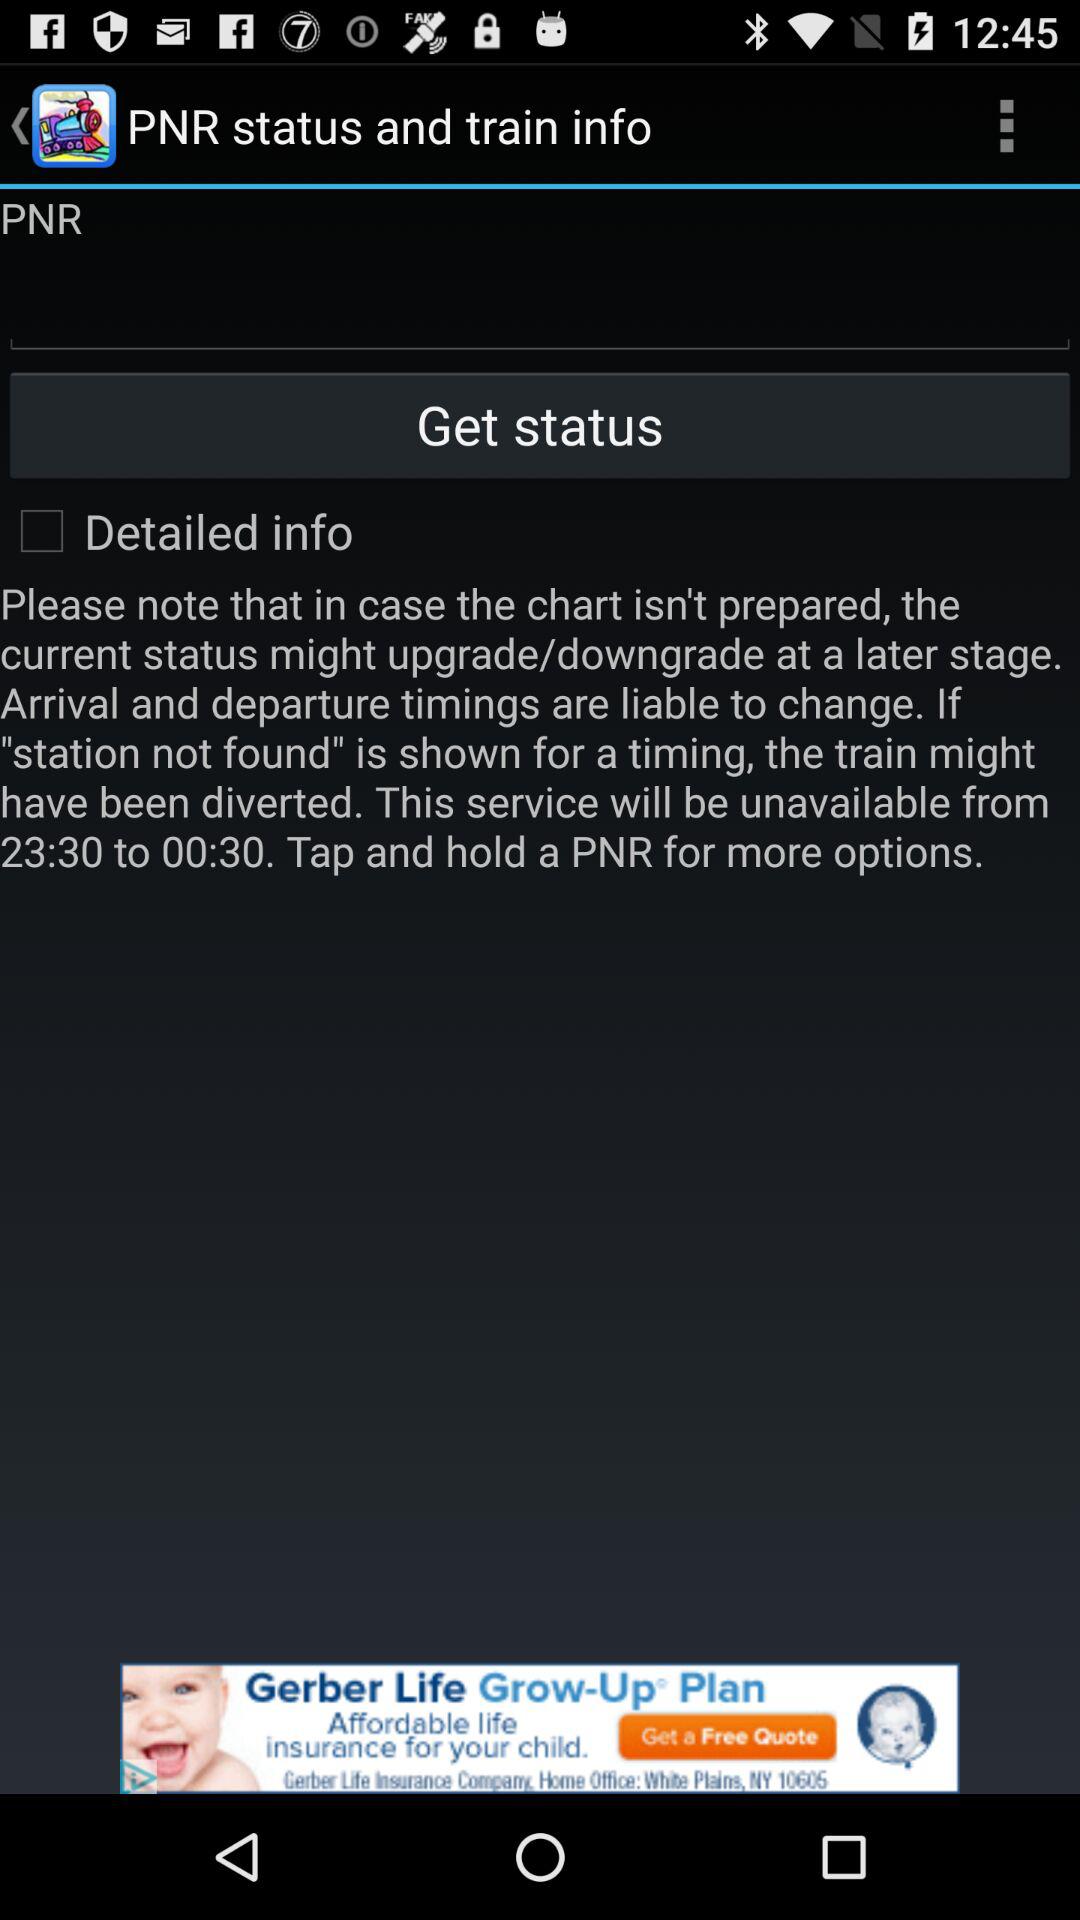 FAKE
7
12:45
PNR status and train info
PNR
Get status
Detailed info
Please note that in case the chart isn't prepared, the
current status might upgrade/downgrade at a later stage.
Arrival and departure timings are liable to change. If
"station not found" is shown for a timing, the train might
have been diverted. This service will be unavailable from
23:30 to 00:30. Tap and hold a PNR for more options.
Gerber Life Grow-Up® Plan
Affordable life
insurance for your child.
Get a Free Quote
Gerber Life Insurance Company, Home Office: White Plains, NY 10605